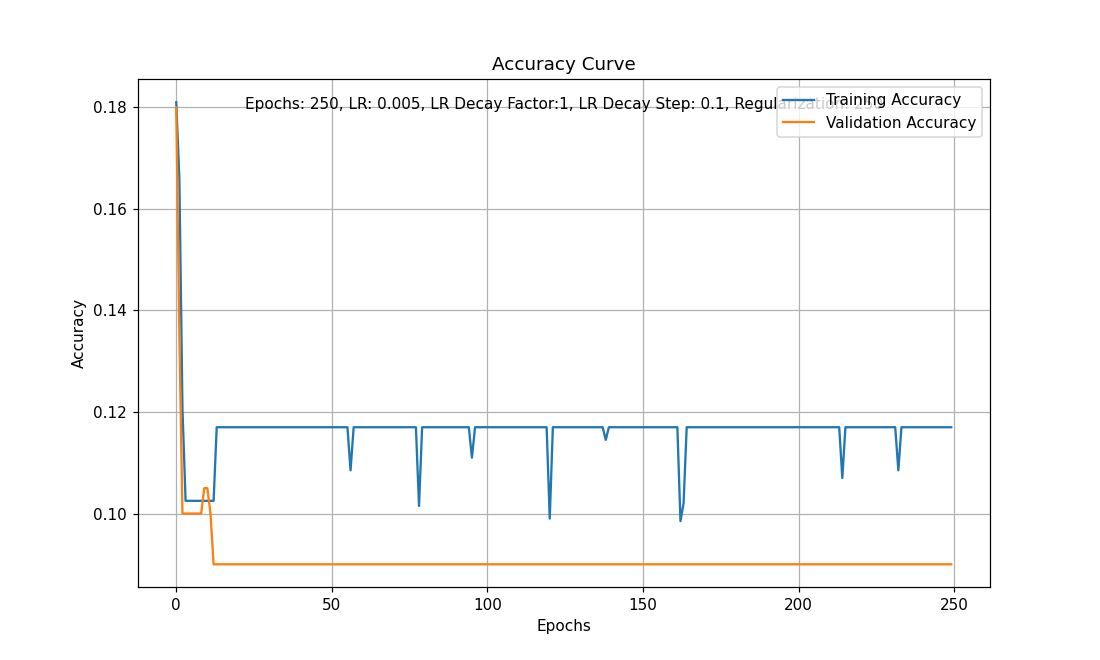 Accuracy Curve
Epochs: 250, LR: 0.005, LR Decay Factor:1, LR Decay Step: 0.1, Regularization:
Training Accuracy
Validation Accuracy
Accuracy
0.18
0.16
0.14
0.12
0.10
0 50 100 150 200 250
Epochs